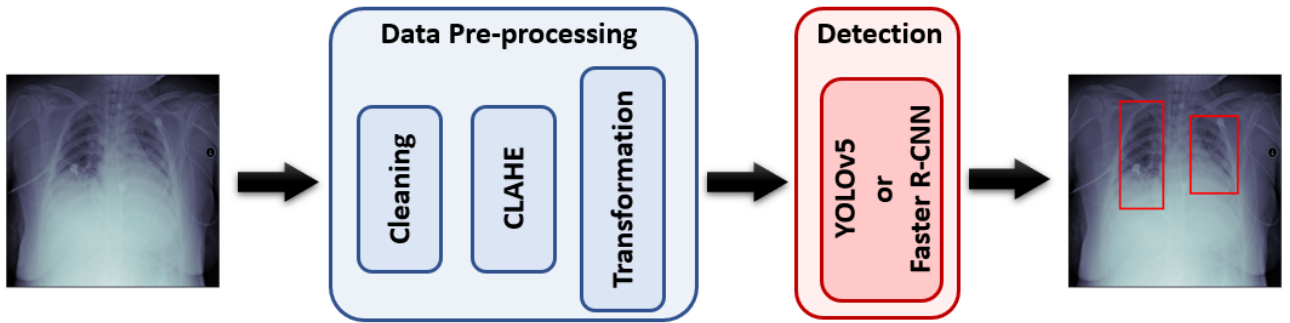 Data Pre-processing
Cleaning
CLAHE
Transformation
Detection
YOLOv5
or
Faster R-CNN